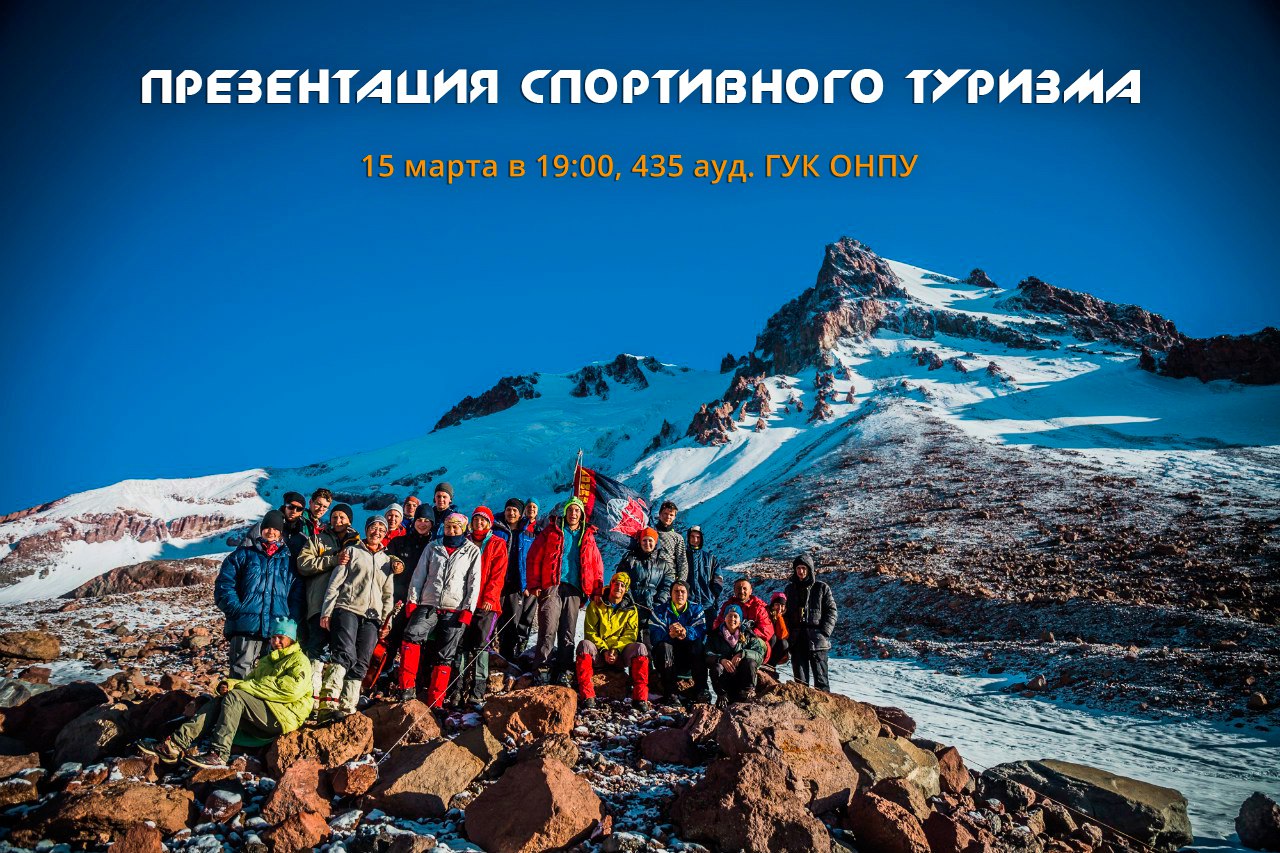 ПРЕЗЕНТАЦИЯ СПОРТИВНОГО ТУРИЗМА
15 марта в 19:00, 435 ауд. ГУК ОНПУ